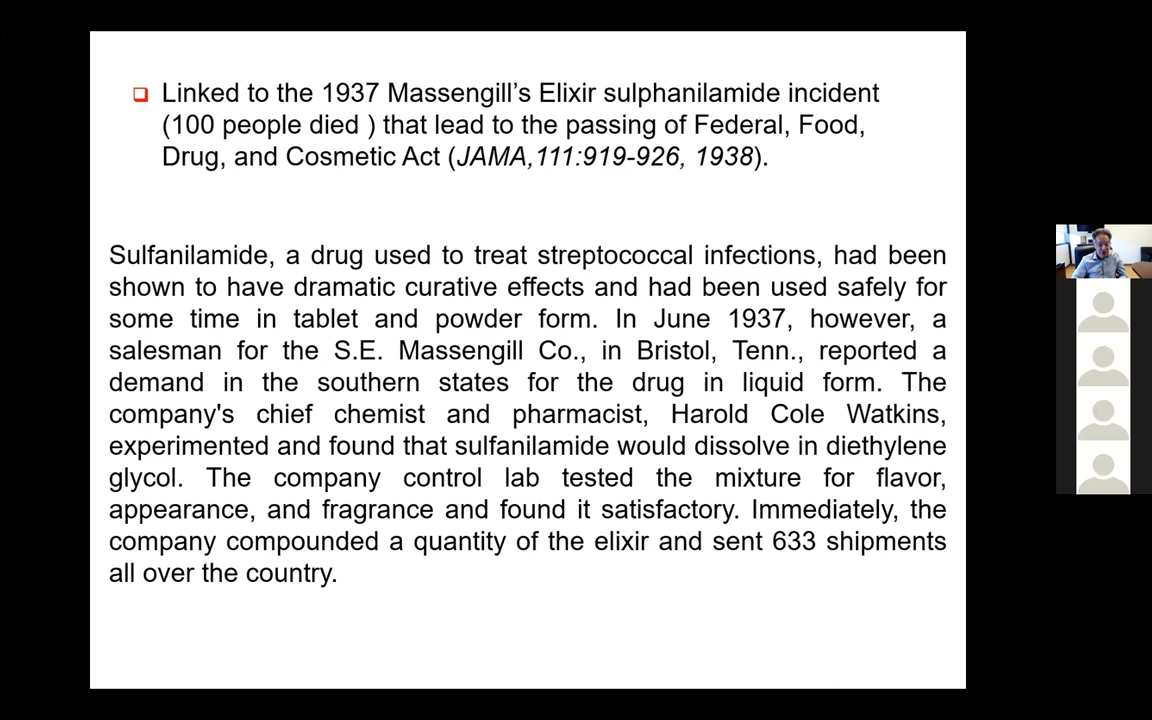 Linked to the 1937 Massengill’s Elixir sulphanilamide incident
(100 people died ) that lead to the passing of Federal, Food,
Drug, and Cosmetic Act (JAMA,111:919-926, 1938).
Sulfanilamide, a drug used to treat streptococcal infections, had been
shown to have dramatic curative effects and had been used safely for
some time in tablet and powder form. In June 1937, however, a
salesman for the S.E. Massengill Co., in Bristol, Tenn., reported a
demand in the southern states for the drug in liquid form. The
company's chief chemist and pharmacist, Harold Cole Watkins,
experimented and found that sulfanilamide would dissolve in diethylene
glycol. The company control lab tested the mixture for flavor,
appearance, and fragrance and found it satisfactory. Immediately, the
company compounded a quantity of the elixir and sent 633 shipments
all over the country.